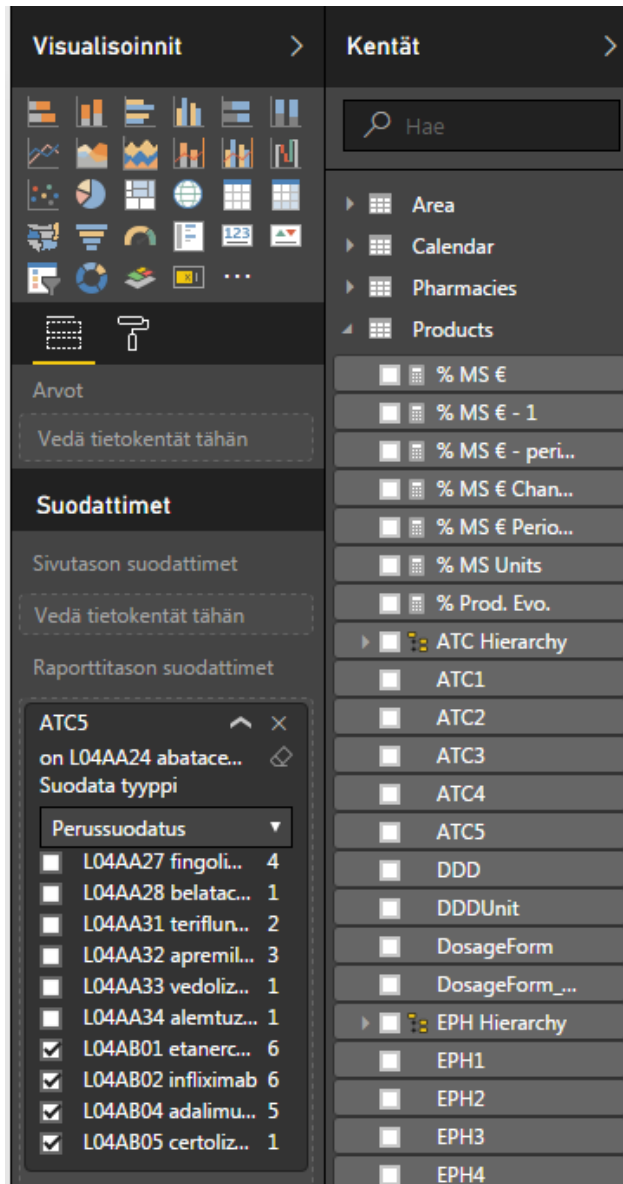 Visualisoinnit
123
Arvot
Vedä tietokentät tähän
Suodattimet
Sivutason suodattimet
Vedä tietokentät tähän
Raporttitason suodattimet
ATC5
on L04AA24 abatace...
Suodata tyyppi
Perussuodatus
L04AA27 fingoli... 4
L04AA28 belatac... 1
L04AA31 teriflun... 2
L04AA32 apremil... 3
L04AA33 vedoliz... 1
L04AA34 alemtuz... 1
L04AB01 etanerc... 6
L04AB02 infliximab 6
L04AB04 adalimu... 5
L04AB05 certoliz... 1
Kentät
Hae
Area
Calendar
Pharmacies
Products
% MS €
% MS € - 1
% MS € - peri...
% MS € Chan...
% MS € Perio...
% MS Units
% Prod. Evo.
ATC Hierarchy
ATC1
ATC2
ATC3
ATC4
ATC5
DDD
DDDUnit
DosageForm
DosageForm_...
EPH Hierarchy
EPH1
EPH2
EPH3
EPH4